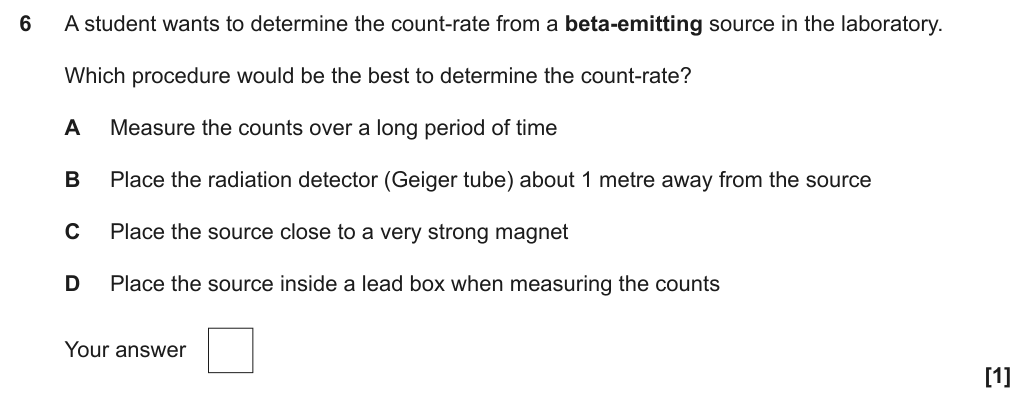 6 A student wants to determine the count-rate from a beta-emitting source in the laboratory.
Which procedure would be the best to determine the count-rate?
A Measure the counts over a long period of time
B Place the radiation detector (Geiger tube) about 1 metre away from the source
C Place the source close to a very strong magnet
D Place the source inside a lead box when measuring the counts
Your answer
[1]